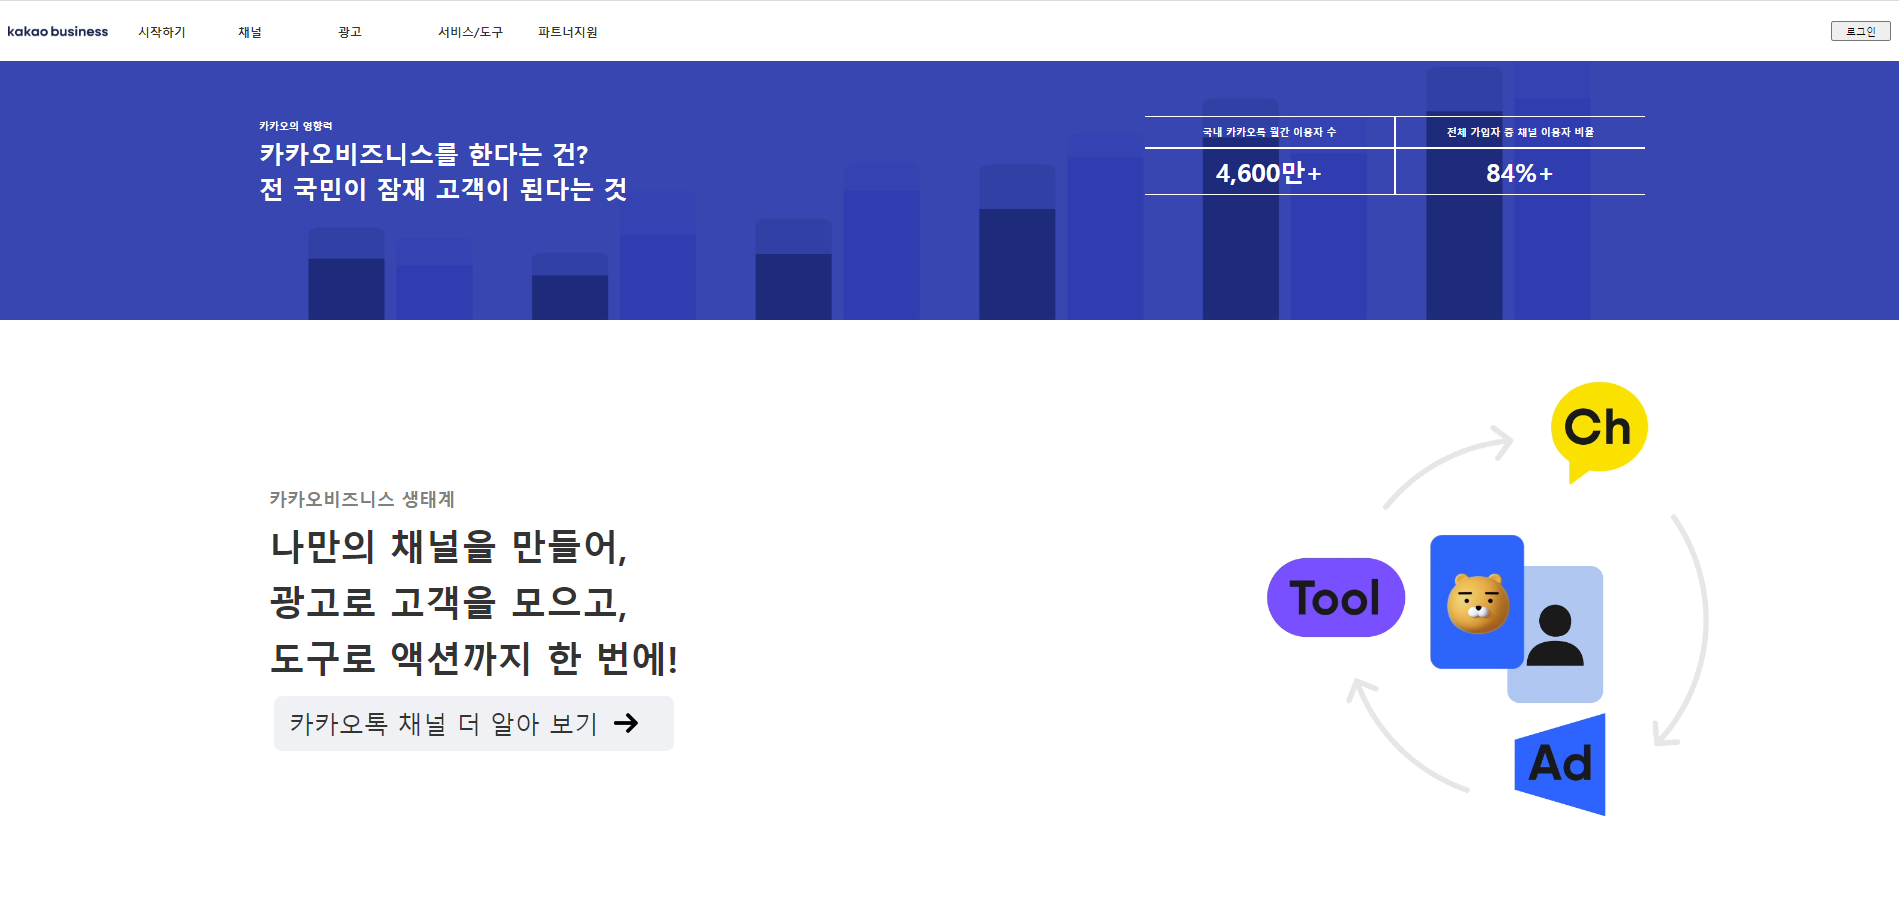 kakao business
시작하기
채널
광고
서비스/도구
파트너지원
로그인
카카오의 영향력
카카오비즈니스를 한다는 건?
전 국민이 잠재 고객이 된다는 것
국내 카카오톡 월간 이용자 수
전체 가입자 중 채널 이용자 비율
4,600만+
84%+
카카오비즈니스 생태계
나만의 채널을 만들어,
광고로 고객을 모으고,
도구로 액션까지 한 번에!
카카오톡 채널 더 알아 보기
Ch
Tool
Ad